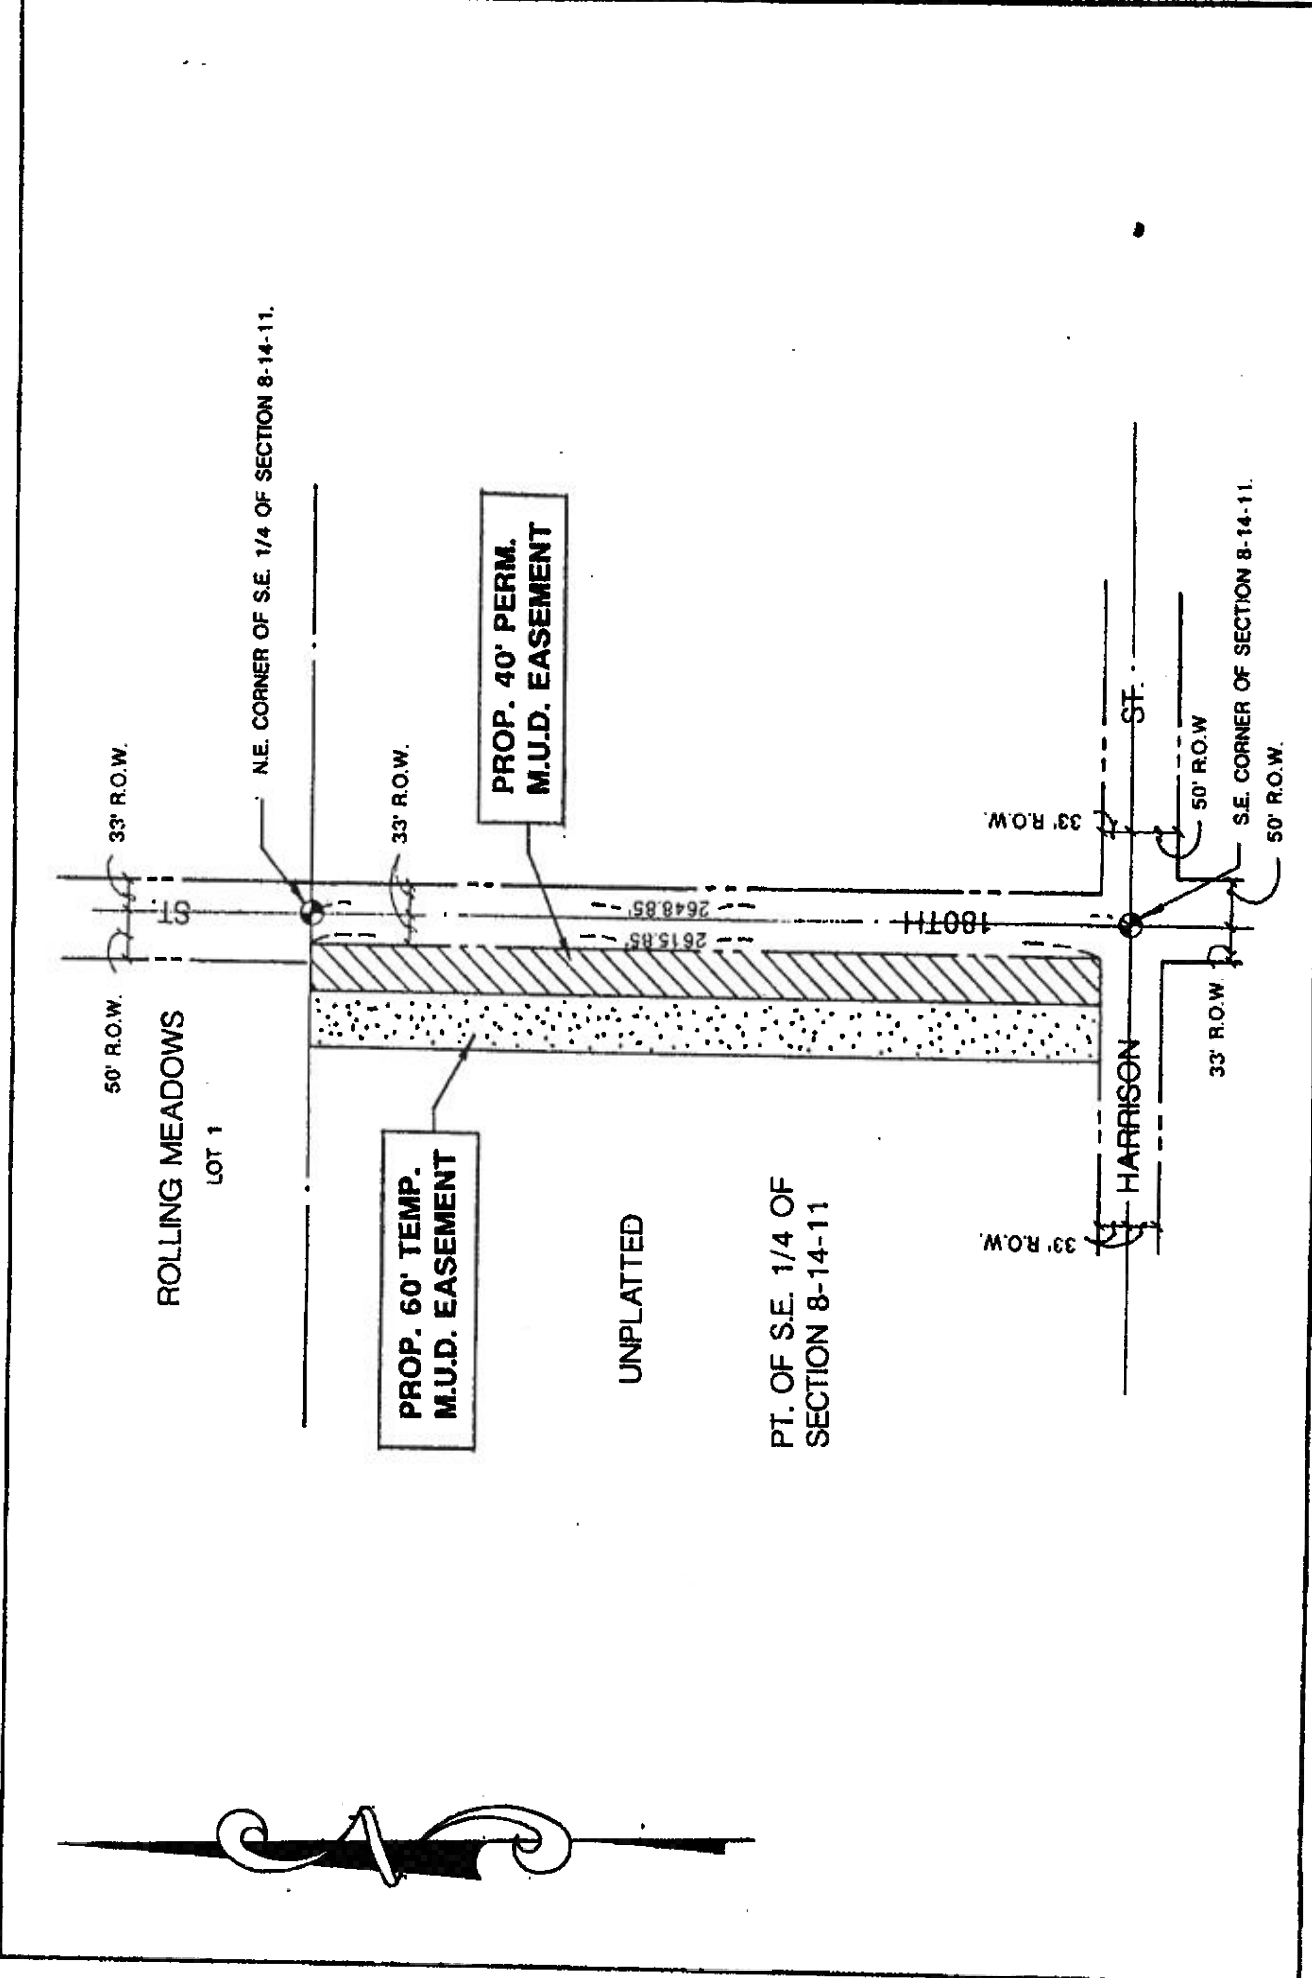 33' R.O.W.
50' R.O.W.
ST.
ROLLING MEADOWS
LOT 1
N.E. CORNER OF S.E. 1/4 OF SECTION 8-14-11.
33' R.O.W.
PROP. 40' PERM.
M.U.D. EASEMENT
PROP. 60' TEMP.
M.U.D. EASEMENT
2648.85'
2615.85'
180TH
UNPLATTED
PT. OF S.E. 1/4 OF
SECTION 8-14-11
33' R.O.W.
33' R.O.W.
HARRISON
ST.
50' R.O.W
S.E. CORNER OF SECTION 8-14-11.
50' R.O.W.
33' R.O.W.
N